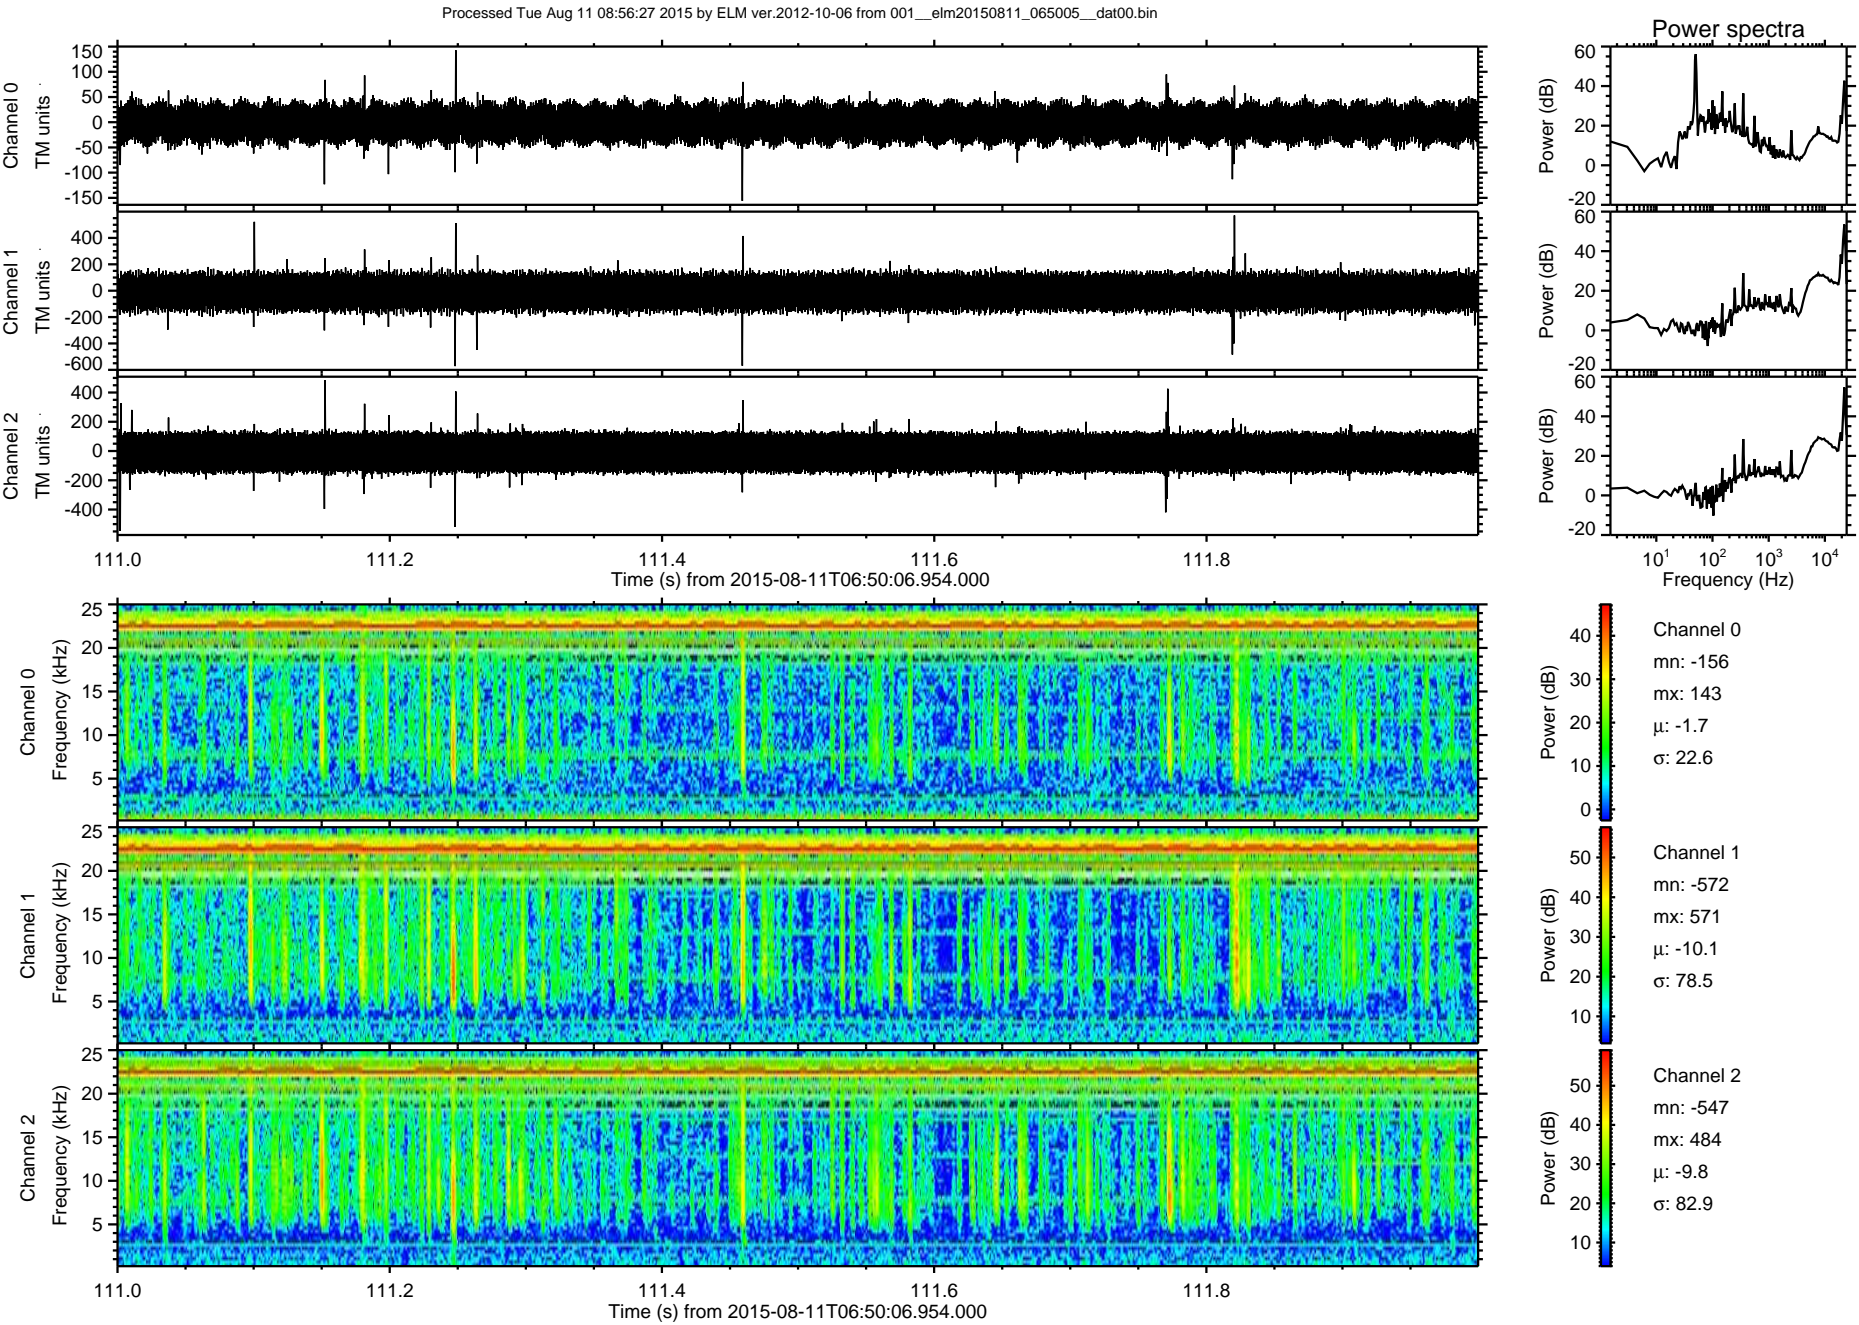 Processed Tue Aug 11 08:56:27 2015 by ELM ver.2012-10-06 from 001__elm20150811_065005__dat00.bin
Power spectra
Channel 0
TM units
150
100
50
0
-50
-100
-150
Power (dB)
60
40
20
0
-20
Channel 1
TM units
400
200
0
-200
-400
-600
Power (dB)
60
40
20
0
-20
Channel 2
TM units
400
200
0
-200
-400
Power (dB)
60
40
20
0
-20
111.0 111.2 111.4 111.6 111.8
Time (s) from 2015-08-11T06:50:06.954.000
10^1 10^2 10^3 10^4
Frequency (Hz)
Channel 0
Frequency (kHz)
25
20
15
10
5
Power (dB)
40
30
20
10
0
Channel 0
mn: -156
mx: 143
μ: -1.7
σ: 22.6
Channel 1
Frequency (kHz)
25
20
15
10
5
Power (dB)
50
40
30
20
10
Channel 1
mn: -572
mx: 571
μ: -10.1
σ: 78.5
Channel 2
Frequency (kHz)
25
20
15
10
5
Power (dB)
50
40
30
20
10
Channel 2
mn: -547
mx: 484
μ: -9.8
σ: 82.9
111.0 111.2 111.4 111.6 111.8
Time (s) from 2015-08-11T06:50:06.954.000